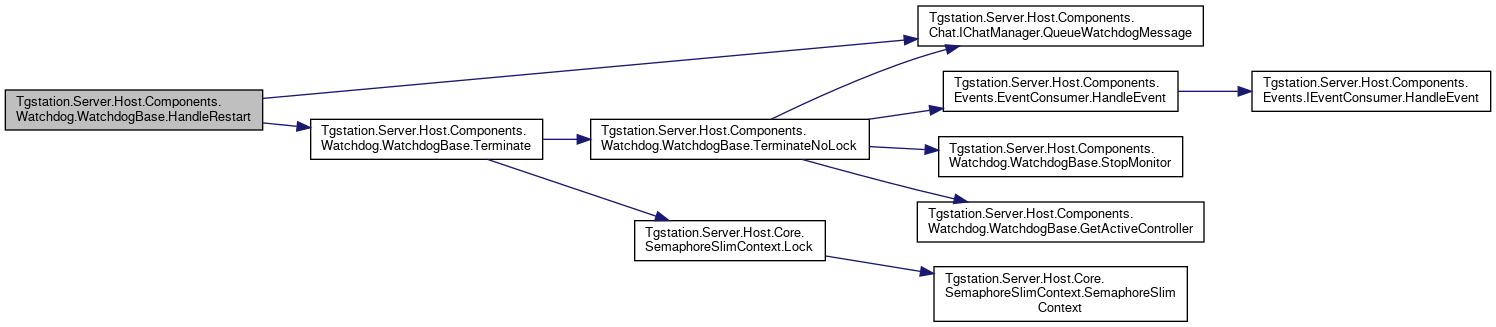 Tgstation.Server.Host.Components.
Watchdog.WatchdogBase.HandleRestart
Tgstation.Server.Host.Components.
Chat.IChatManager.QueueWatchdogMessage
Tgstation.Server.Host.Components.
Watchdog.WatchdogBase.Terminate
Tgstation.Server.Host.Components.
Watchdog.WatchdogBase.TerminateNoLock
Tgstation.Server.Host.Components.
Events.EventConsumer.HandleEvent
Tgstation.Server.Host.Components.
Events.IEventConsumer.HandleEvent
Tgstation.Server.Host.Components.
Watchdog.WatchdogBase.StopMonitor
Tgstation.Server.Host.Components.
Watchdog.WatchdogBase.GetActiveController
Tgstation.Server.Host.Core.
SemaphoreSlimContext.Lock
Tgstation.Server.Host.Core.
SemaphoreSlimContext.SemaphoreSlim
Context